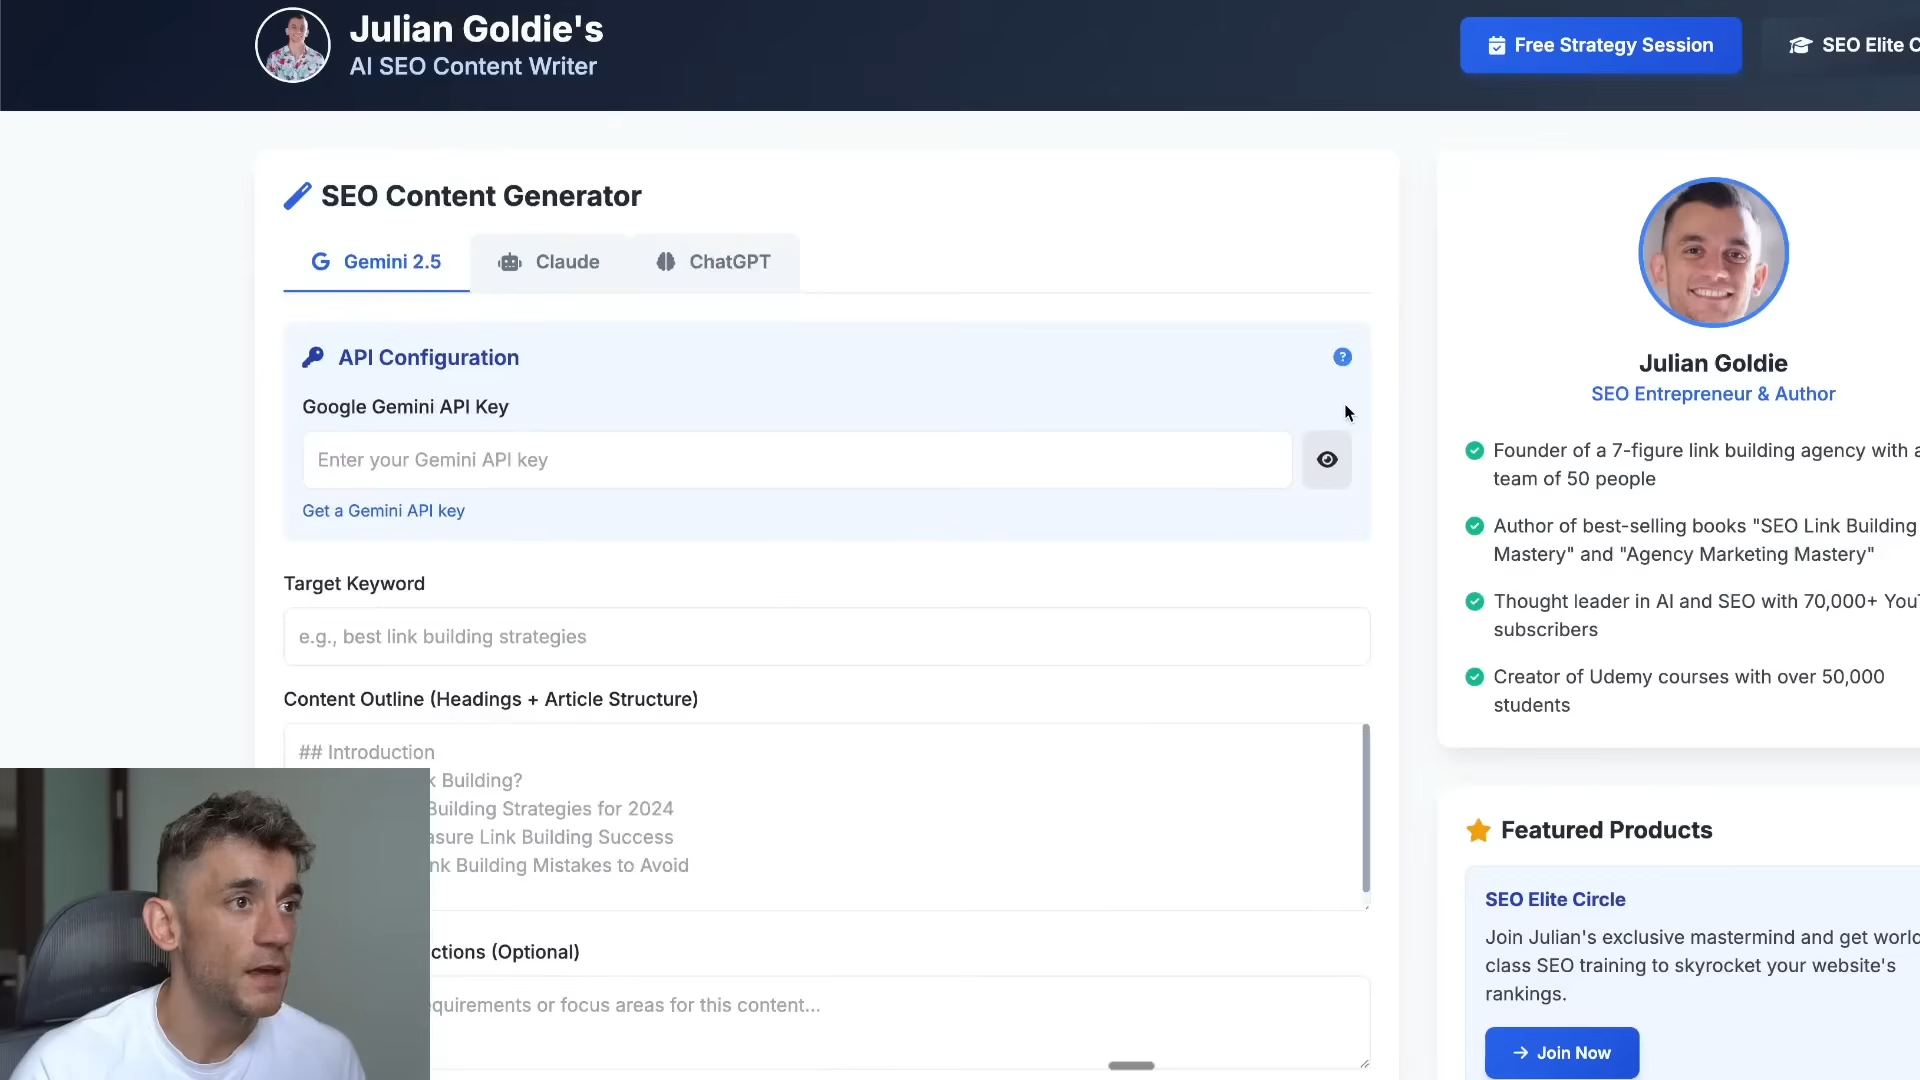 Julian Goldie's
AI SEO Content Writer
Free Strategy Session
SEO Elite C
SEO Content Generator
Gemini 2.5
Claude
ChatGPT
API Configuration
?
Google Gemini API Key
Enter your Gemini API key
Get a Gemini API key
Target Keyword
e.g., best link building strategies
Content Outline (Headings + Article Structure)
## Introduction
k Building?
Building Strategies for 2024
asure Link Building Success
nk Building Mistakes to Avoid
ctions (Optional)
equirements or focus areas for this content...
Julian Goldie
SEO Entrepreneur & Author
Founder of a 7-figure link building agency with a
team of 50 people
Author of best-selling books "SEO Link Building
Mastery" and "Agency Marketing Mastery"
Thought leader in AI and SEO with 70,000+ You
subscribers
Creator of Udemy courses with over 50,000
students
Featured Products
SEO Elite Circle
Join Julian's exclusive mastermind and get world
class SEO training to skyrocket your website's
rankings.
Join Now